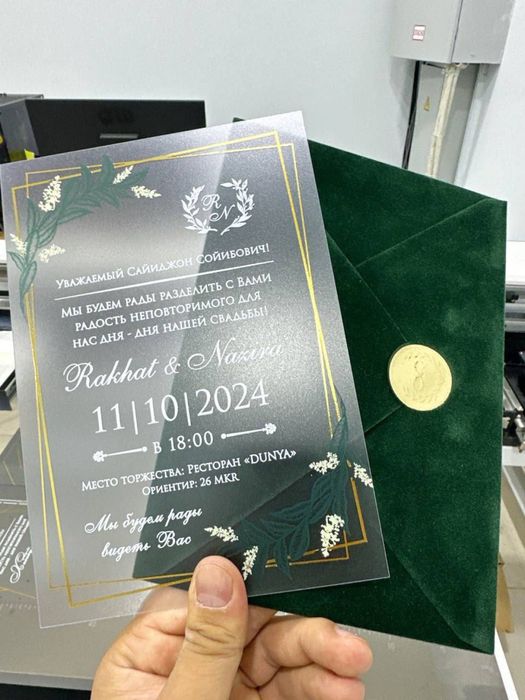 R
N
Уважаемый Сайиджон Сойибович!
Мы будем рады разделить с Вами
радость неповторимого для
нас дня - дня нашей свадьбы!
Rakhat & Nazira
11|10|2024
в 18:00
Место торжества: Ресторан «DUNYA»
Ориентир: 26 MKR
Мы будем рады
видеть Вас